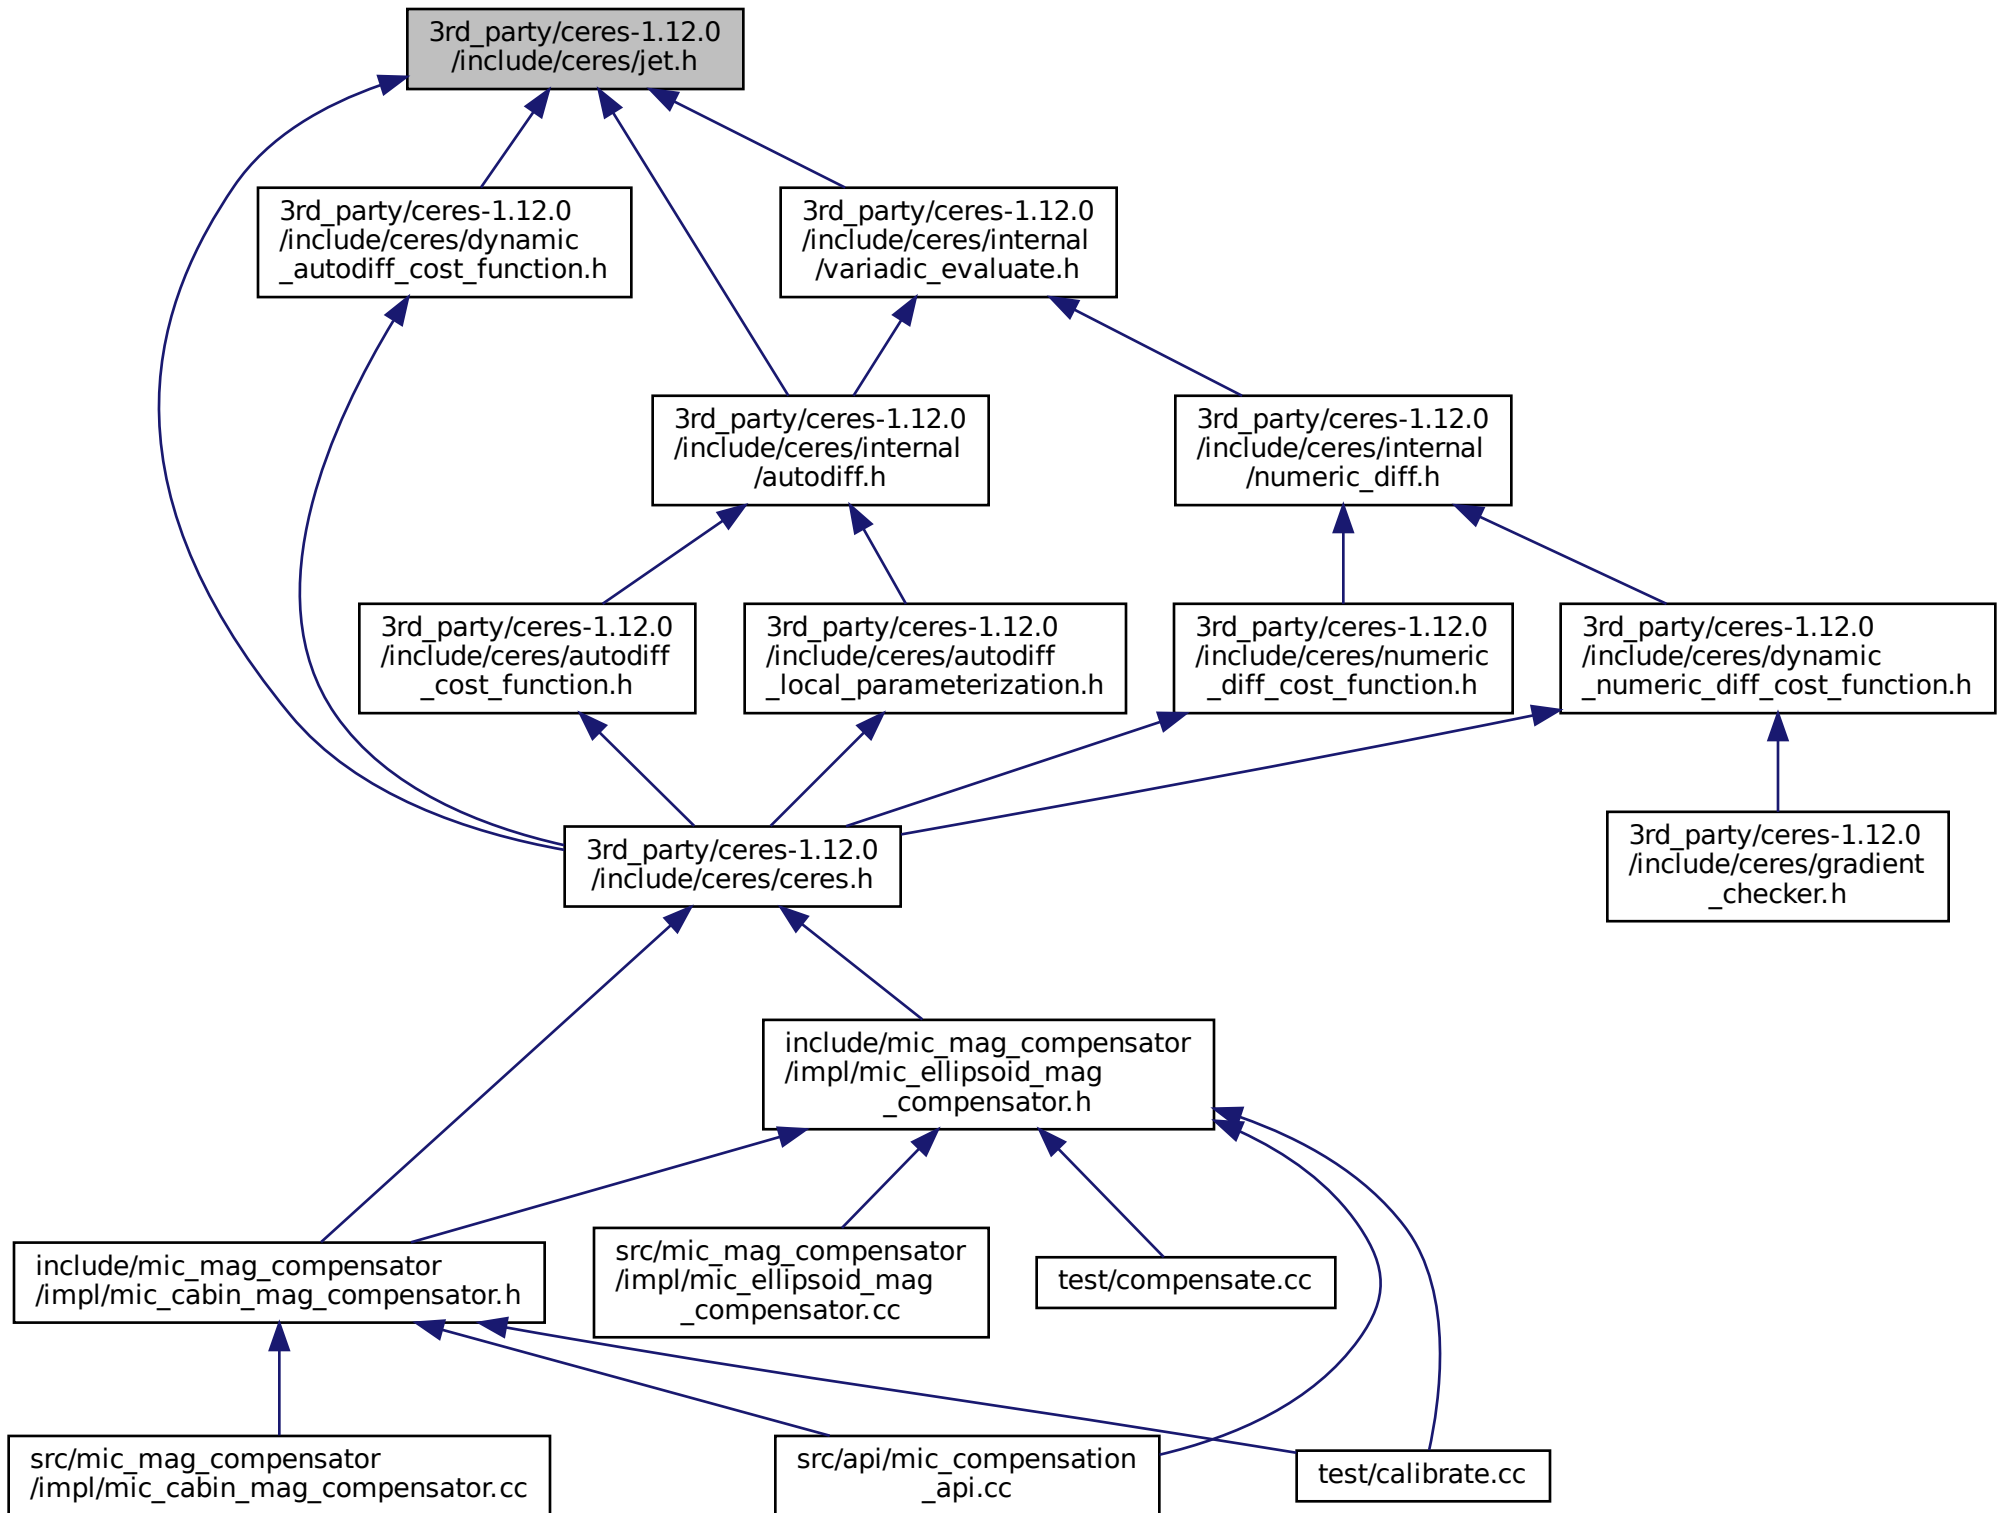 3rd_party/ceres-1.12.0
/include/ceres/jet.h
3rd_party/ceres-1.12.0
/include/ceres/dynamic
_autodiff_cost_function.h
3rd_party/ceres-1.12.0
/include/ceres/internal
/variadic_evaluate.h
3rd_party/ceres-1.12.0
/include/ceres/internal
/autodiff.h
3rd_party/ceres-1.12.0
/include/ceres/internal
/numeric_diff.h
3rd_party/ceres-1.12.0
/include/ceres/autodiff
_cost_function.h
3rd_party/ceres-1.12.0
/include/ceres/autodiff
_local_parameterization.h
3rd_party/ceres-1.12.0
/include/ceres/numeric
_diff_cost_function.h
3rd_party/ceres-1.12.0
/include/ceres/dynamic
_numeric_diff_cost_function.h
3rd_party/ceres-1.12.0
/include/ceres/ceres.h
3rd_party/ceres-1.12.0
/include/ceres/gradient
_checker.h
include/mic_mag_compensator
/impl/mic_ellipsoid_mag
_compensator.h
include/mic_mag_compensator
/impl/mic_cabin_mag_compensator.h
src/mic_mag_compensator
/impl/mic_ellipsoid_mag
_compensator.cc
test/compensate.cc
src/mic_mag_compensator
/impl/mic_cabin_mag_compensator.cc
src/api/mic_compensation
_api.cc
test/calibrate.cc